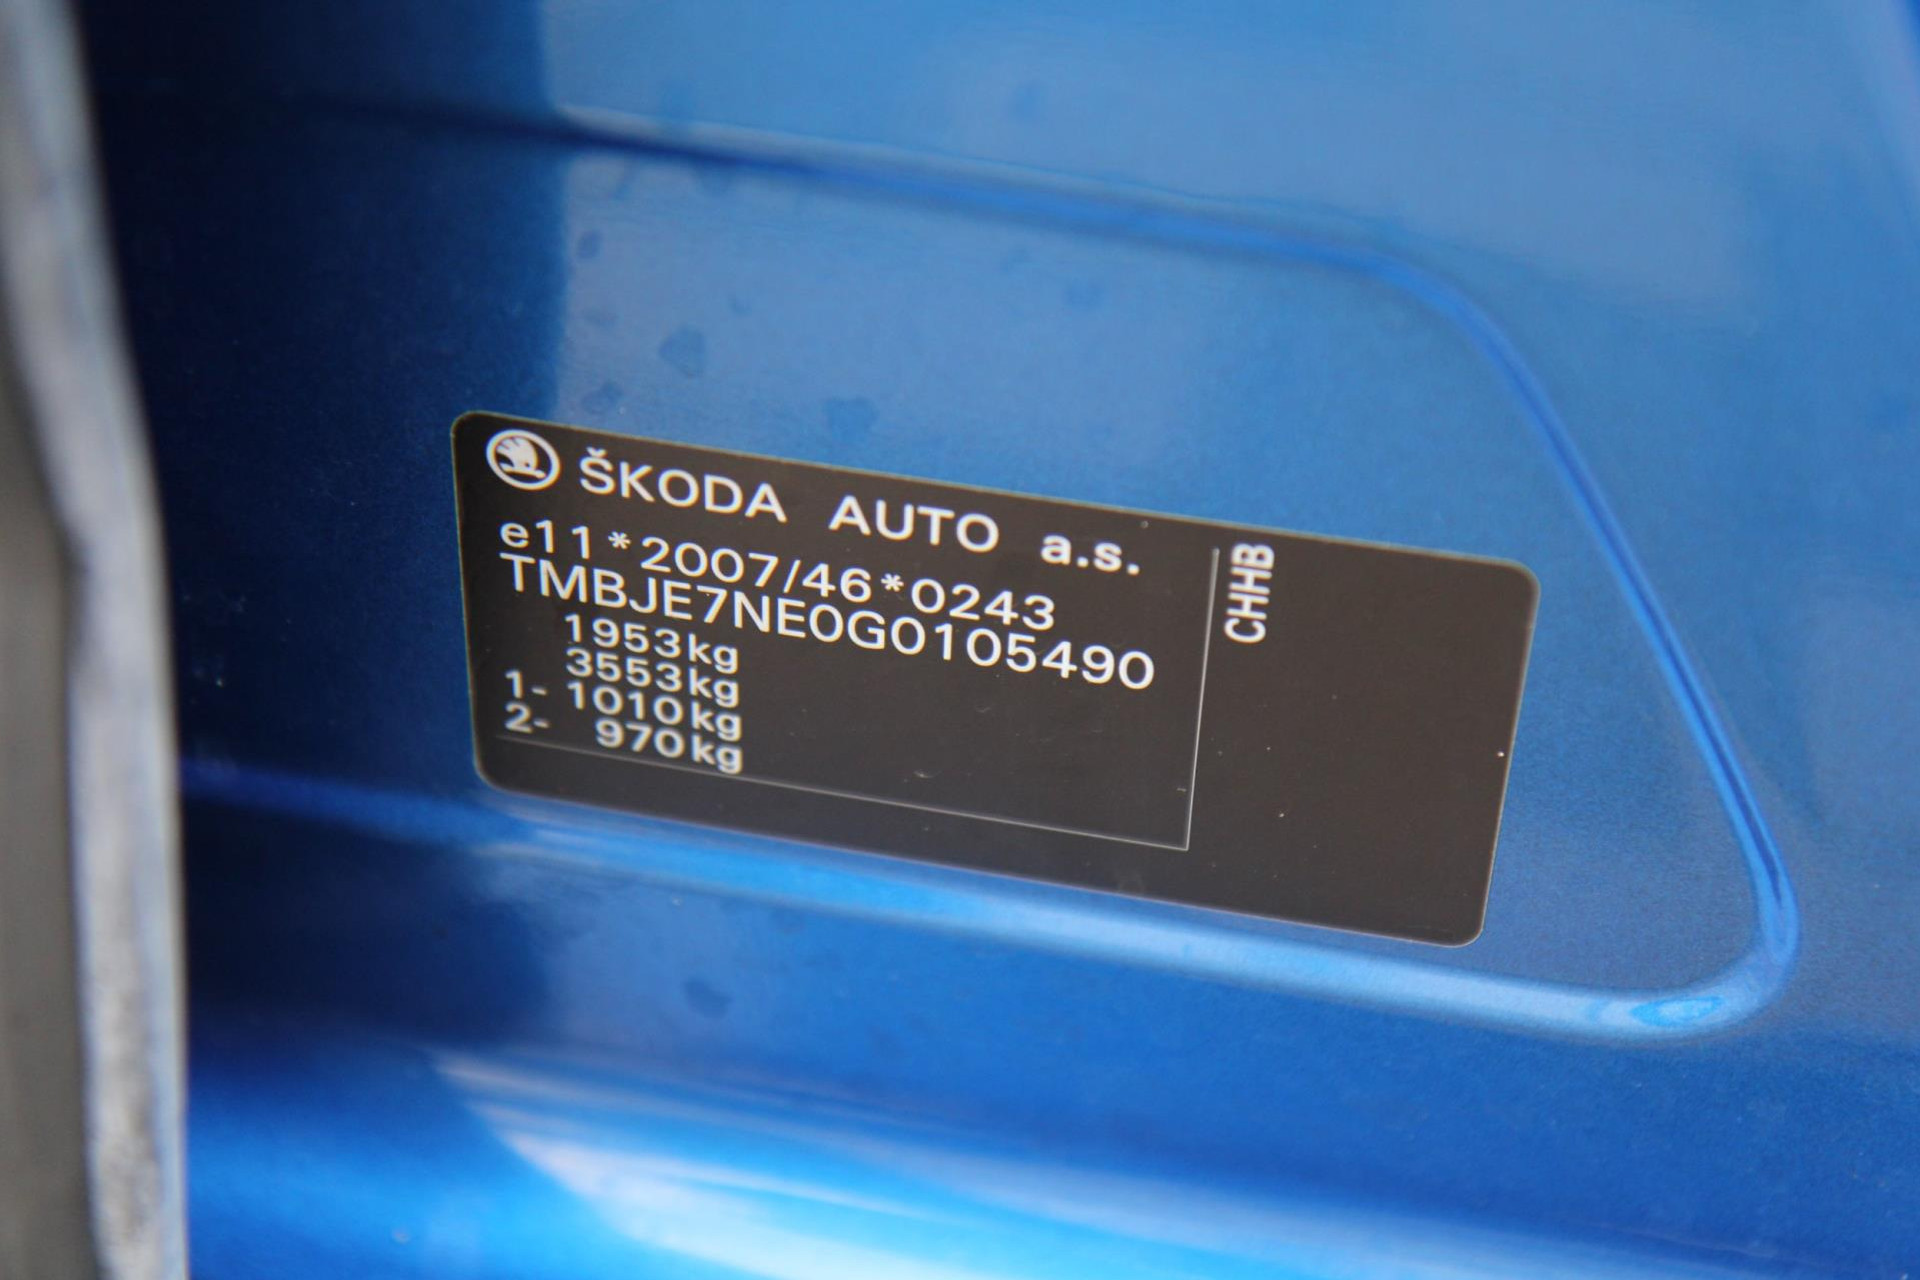 ŠKODA AUTO a.s.
e11*2007/46*0243
TMBJE7NE0G0105490
1953kg
3553kg
1- 1010kg
2- 970kg
CHHB